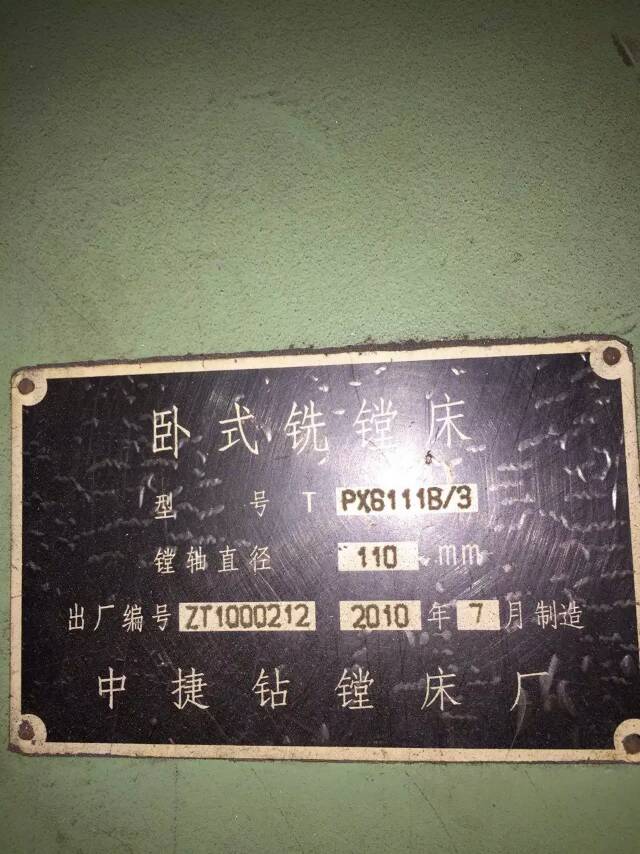 卧式铣镗床
型 号 T PX6111B/3
镗轴直径 110 mm
出厂编号 ZT1000212 2010 年 7 月制造
中捷钻镗床厂